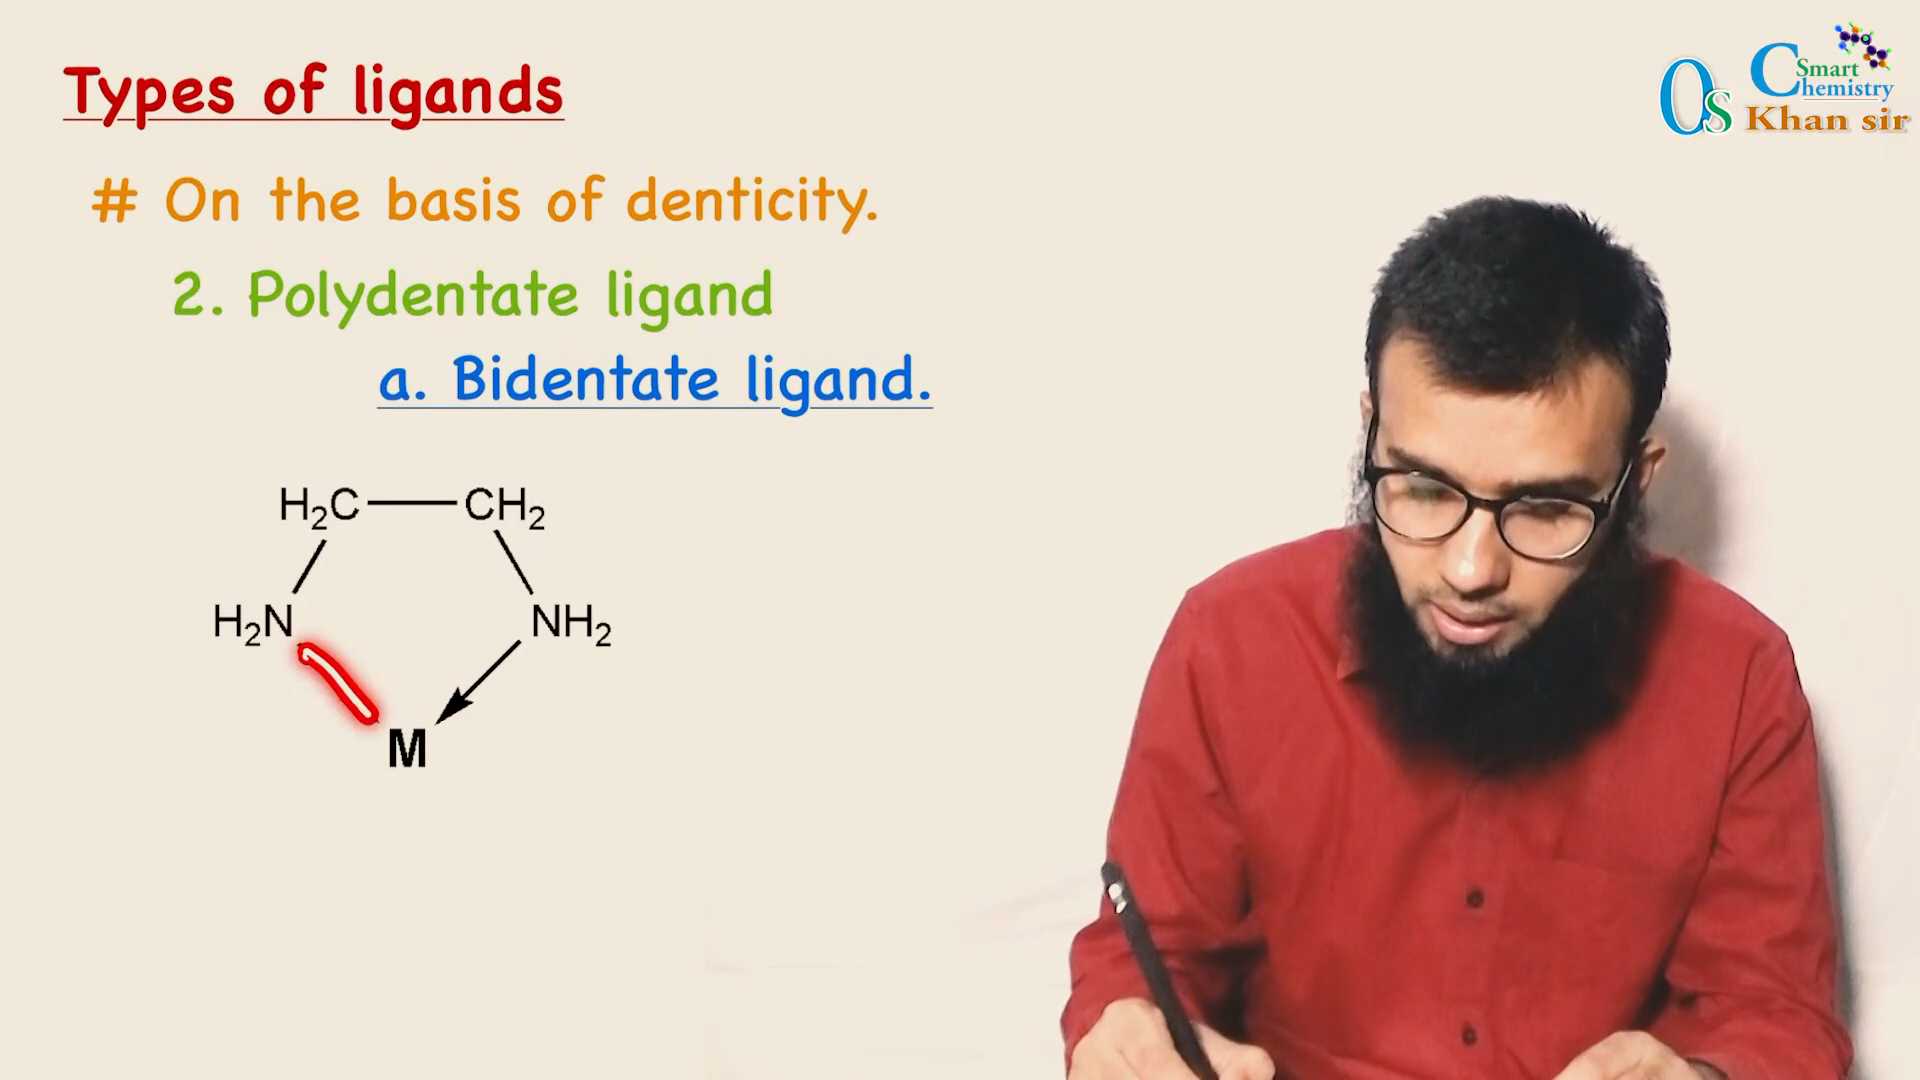 Types of ligands
# On the basis of denticity.
2. Polydentate ligand
a. Bidentate ligand.
H₂C CH₂
H₂N NH₂
M
Os Smart Chemistry
Khan sir